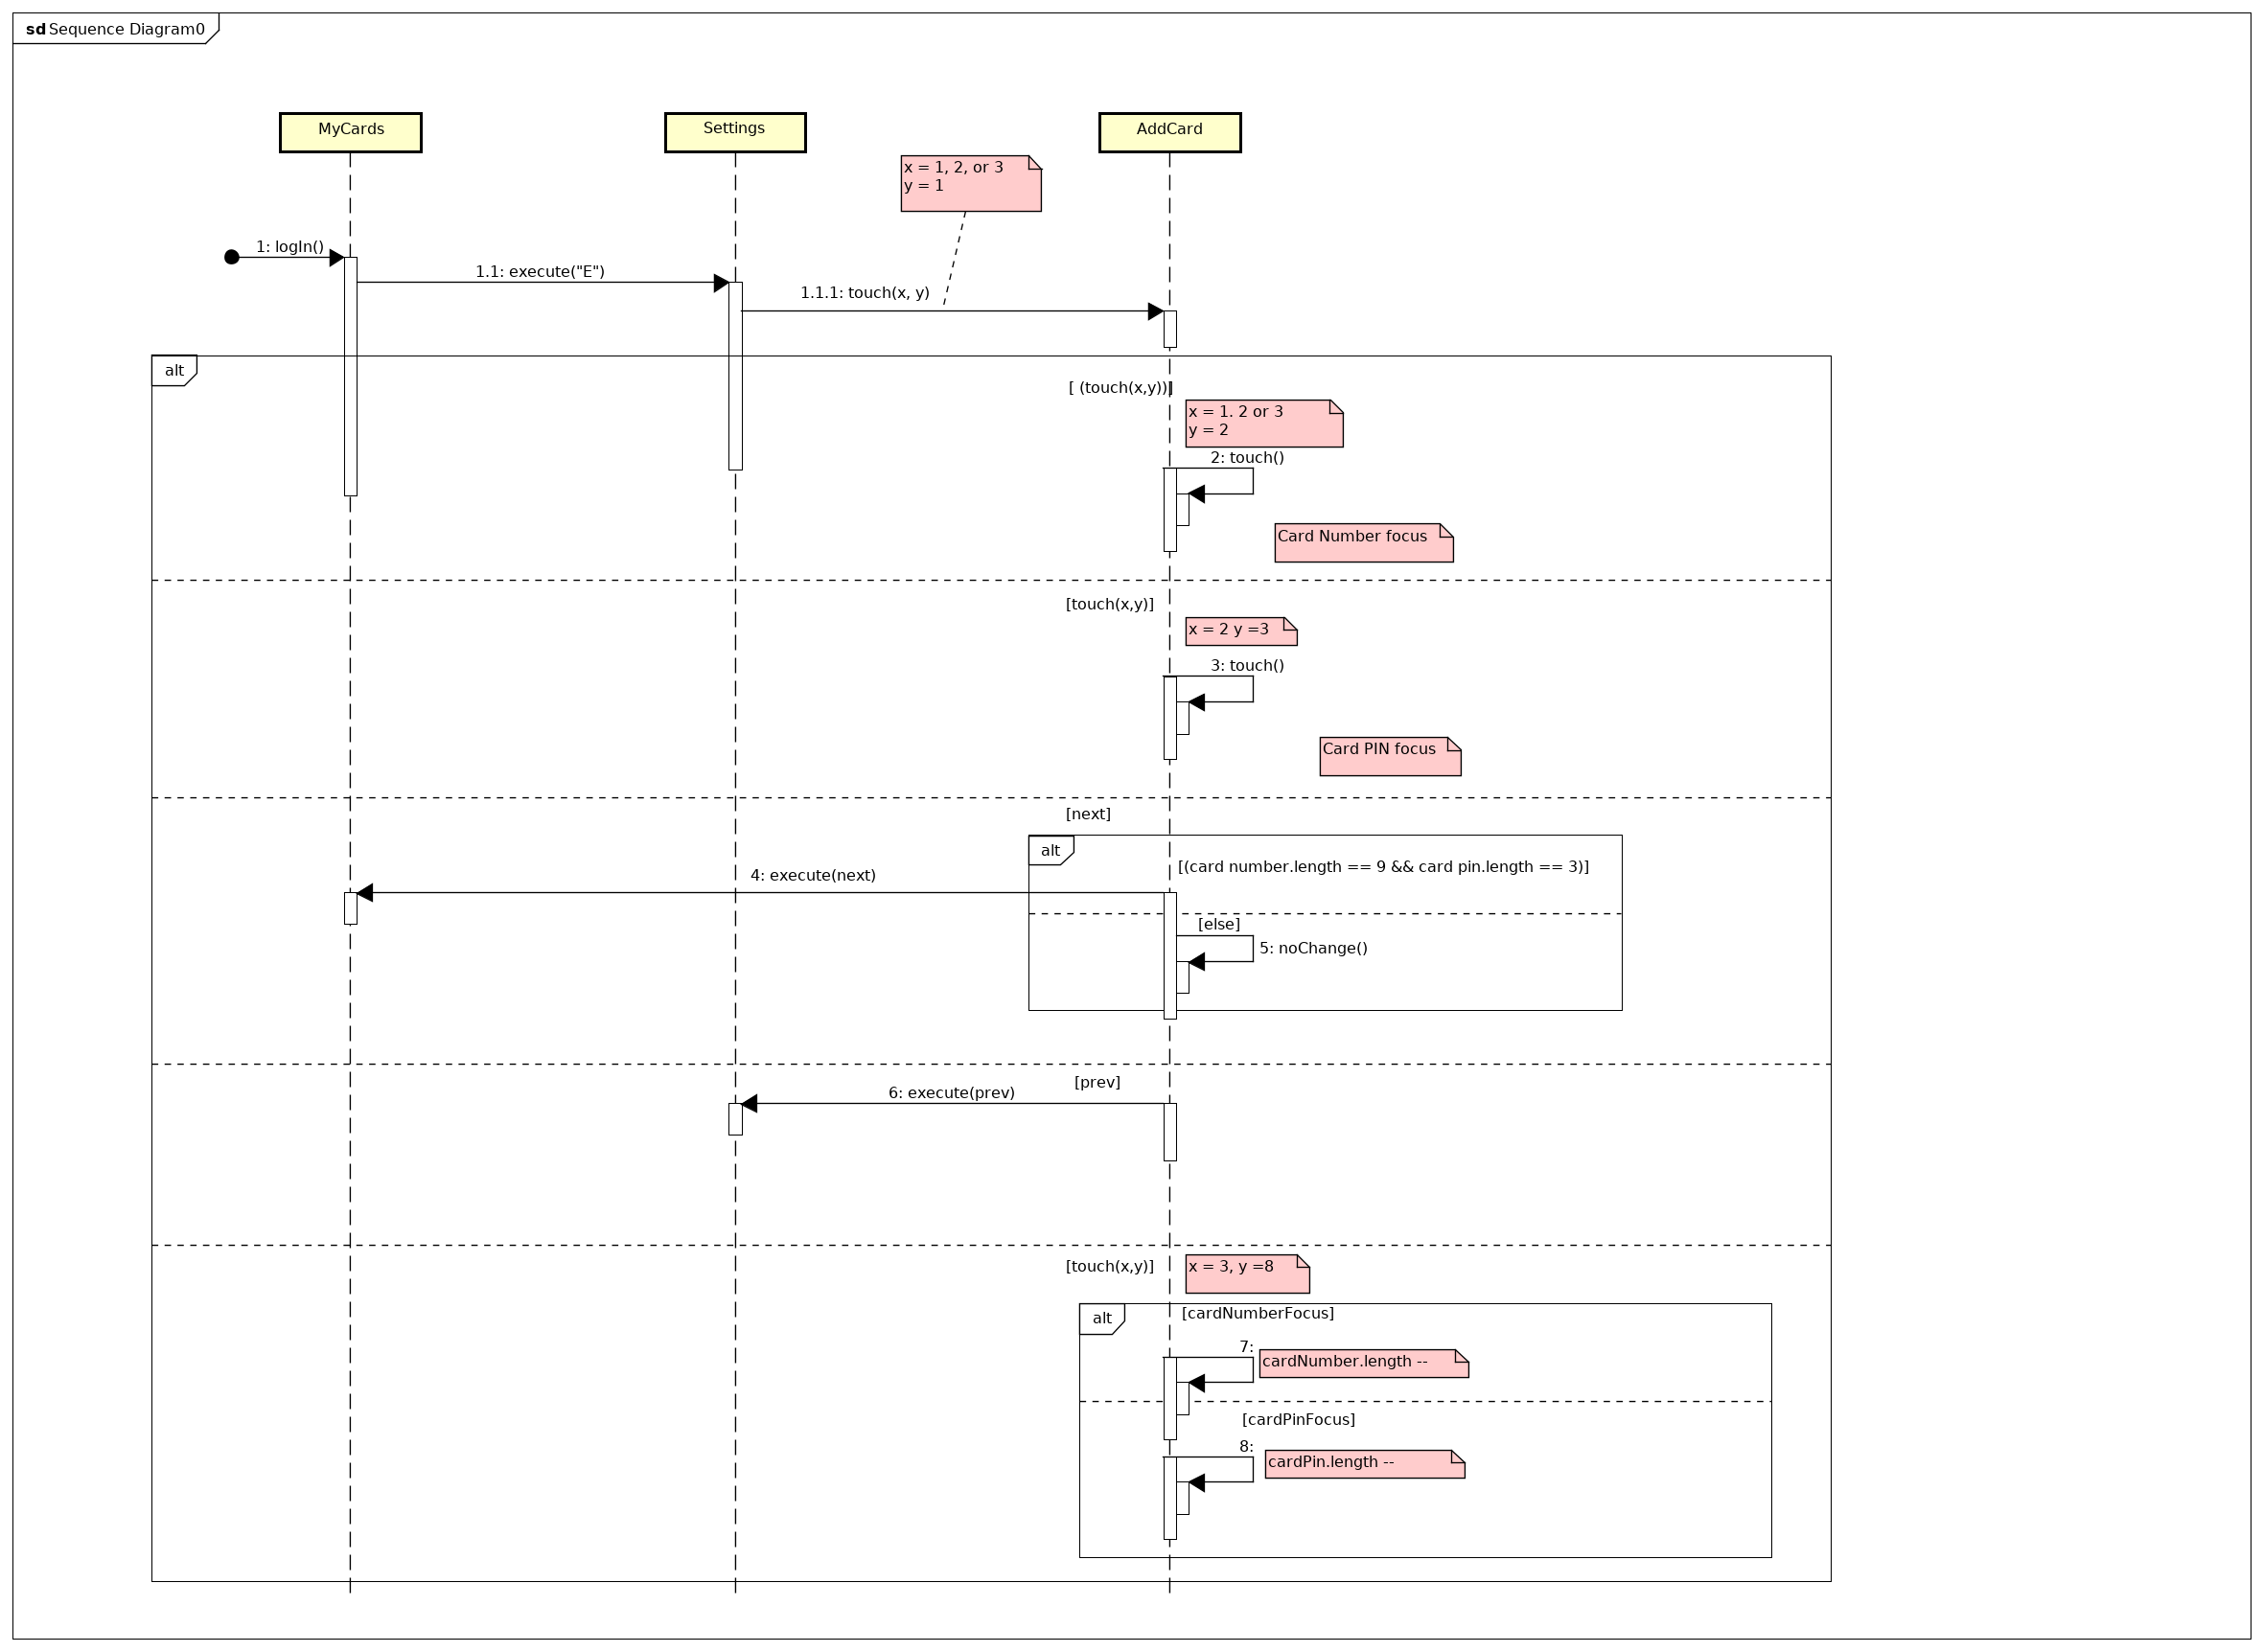 sd Sequence Diagram0
MyCards
Settings
AddCard
x = 1, 2, or 3
y = 1
1: logIn()
1.1: execute("E")
1.1.1: touch(x, y)
alt
[ (touch(x,y))]
x = 1. 2 or 3
y = 2
2: touch()
Card Number focus
[touch(x,y)]
x = 2 y =3
3: touch()
Card PIN focus
[next]
alt
[(card number.length == 9 && card pin.length == 3)]
4: execute(next)
[else]
5: noChange()
[prev]
6: execute(prev)
[touch(x,y)]
x = 3, y =8
alt
[cardNumberFocus]
7:
cardNumber.length --
[cardPinFocus]
8:
cardPin.length --